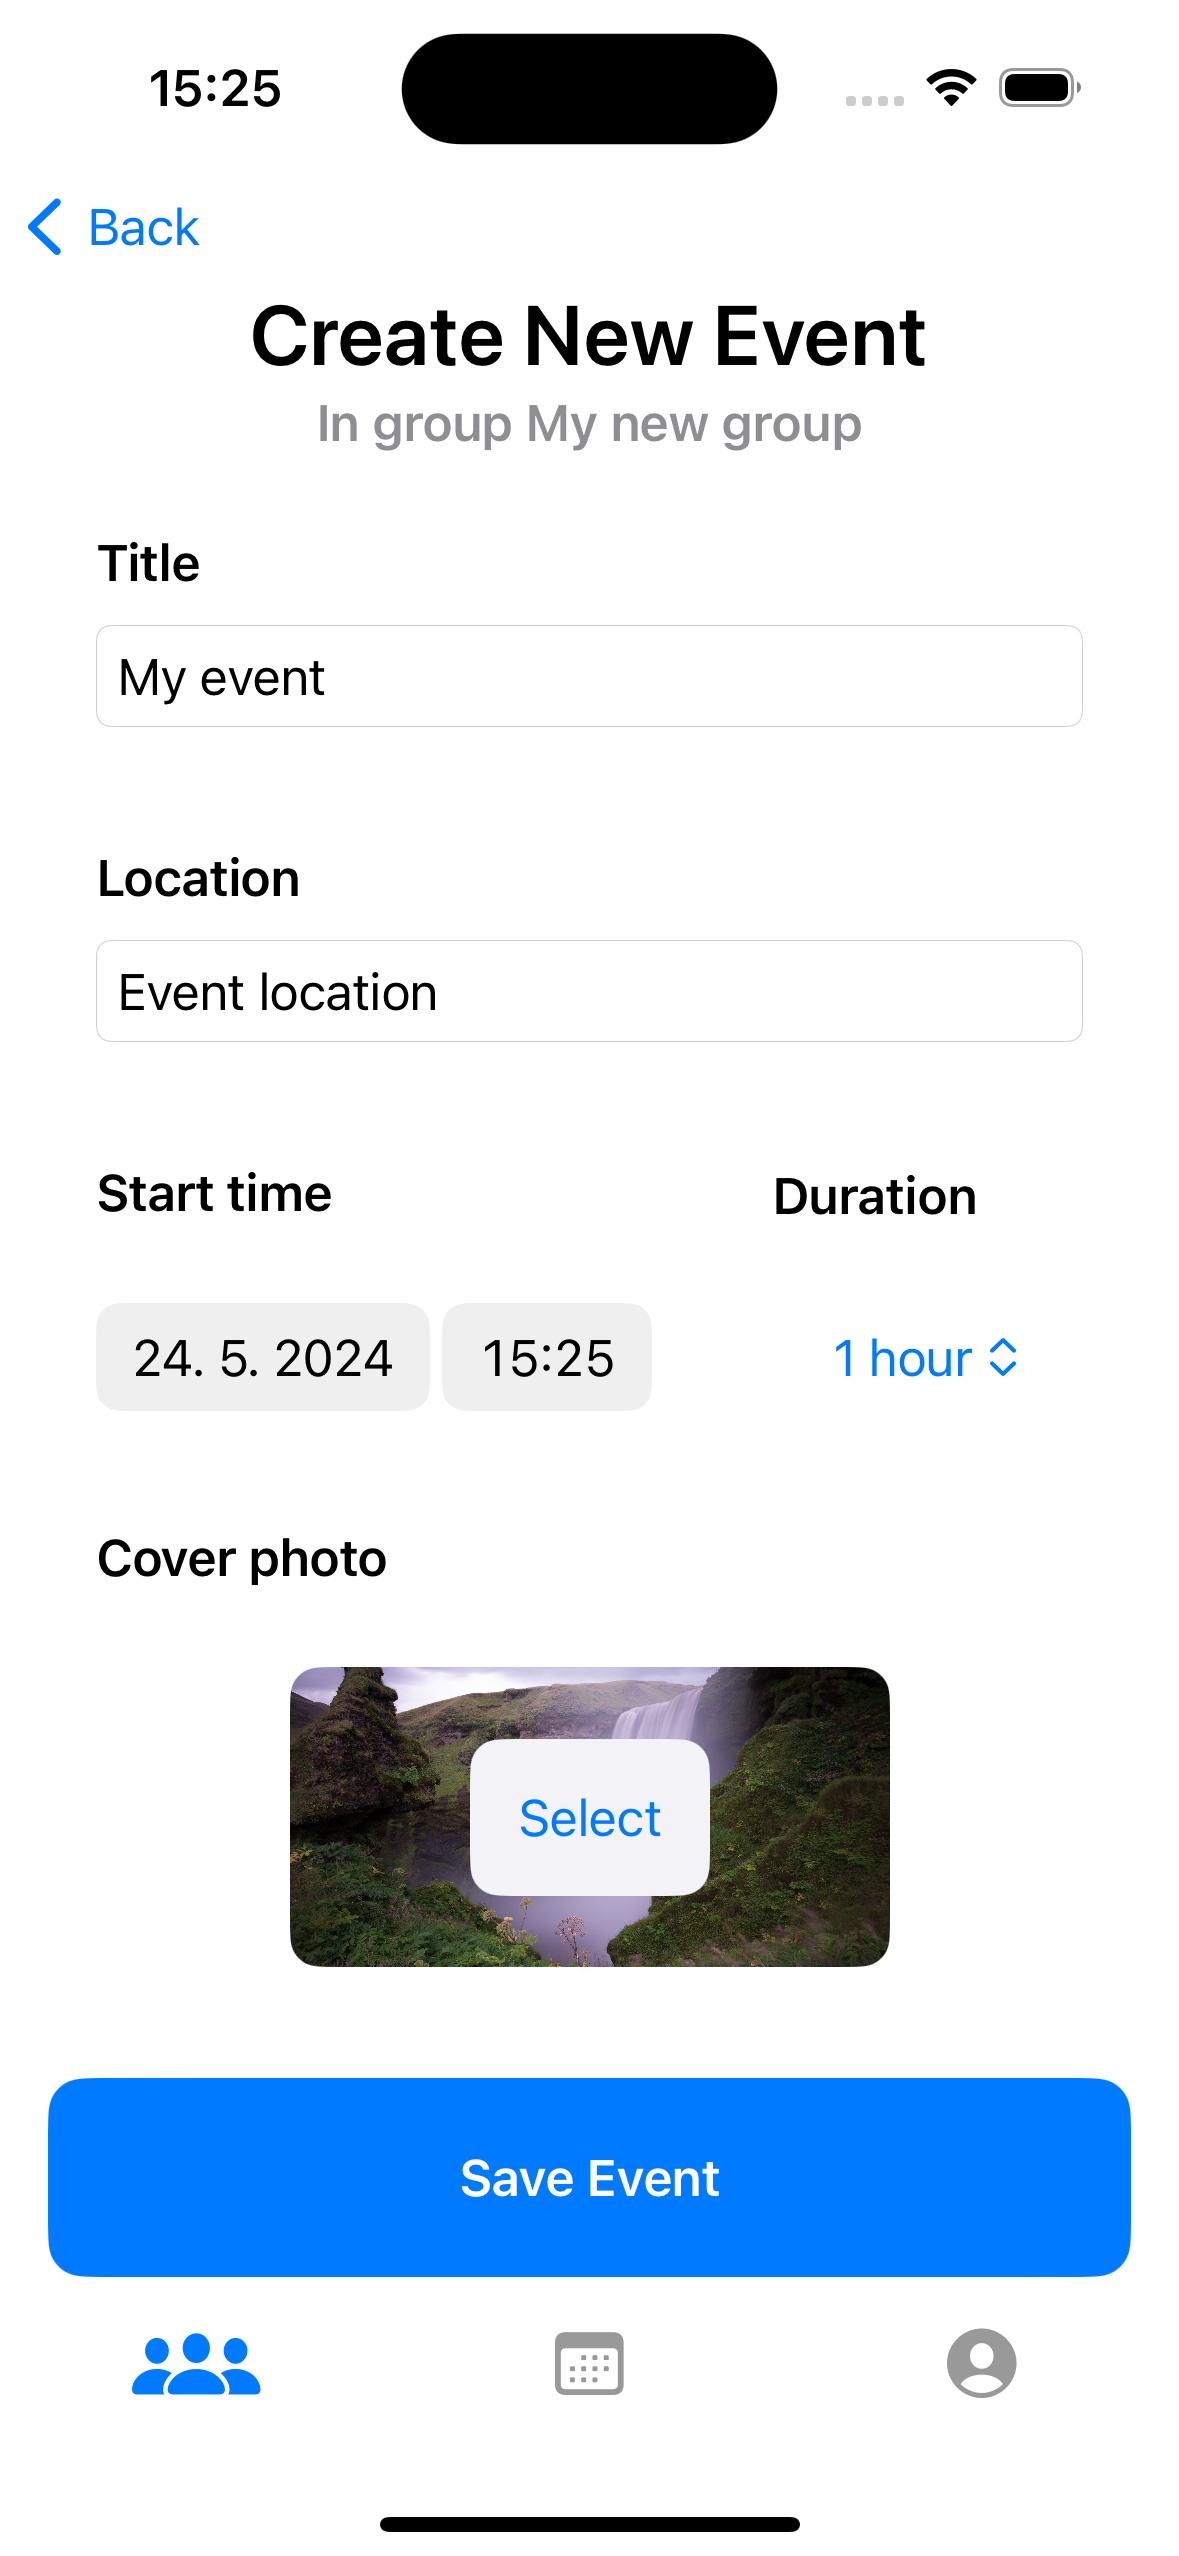 15:25
Back
Create New Event
In group My new group
Title
My event
Location
Event location
Start time
Duration
24. 5. 2024
15:25
1 hour
Cover photo
Select
Save Event